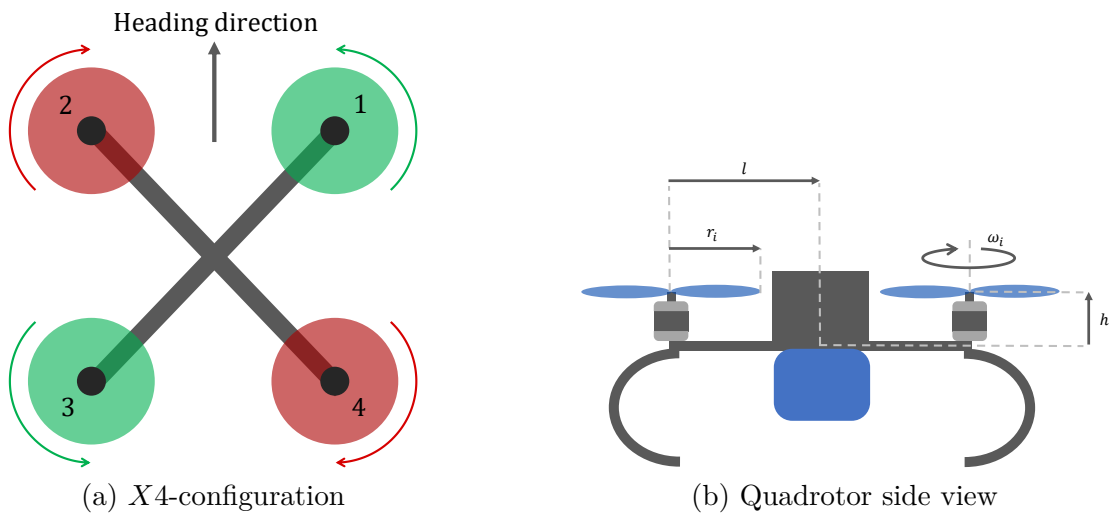 Heading direction
2 1
3 4
(a) X4-configuration
l
r_i
ω_i
h
(b) Quadrotor side view